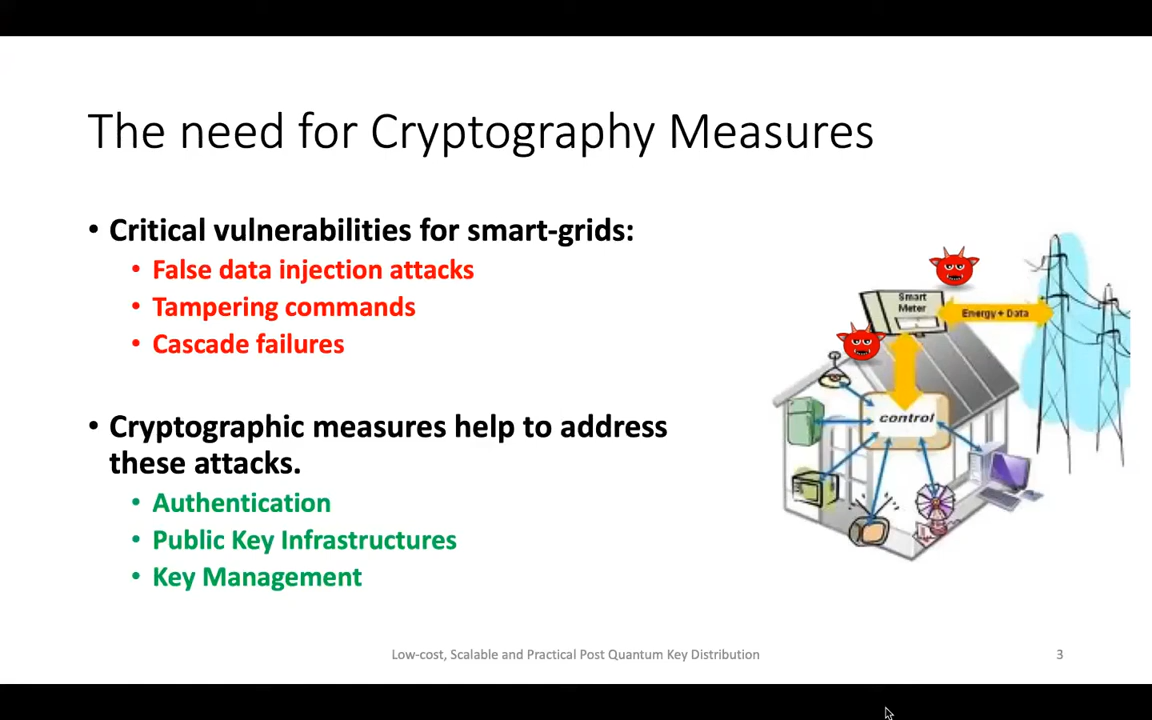 The need for Cryptography Measures
• Critical vulnerabilities for smart-grids:
• False data injection attacks
• Tampering commands
• Cascade failures
• Cryptographic measures help to address
these attacks.
• Authentication
• Public Key Infrastructures
• Key Management
Smart
Meter
Energy + Data
control
Low-cost, Scalable and Practical Post Quantum Key Distribution
3